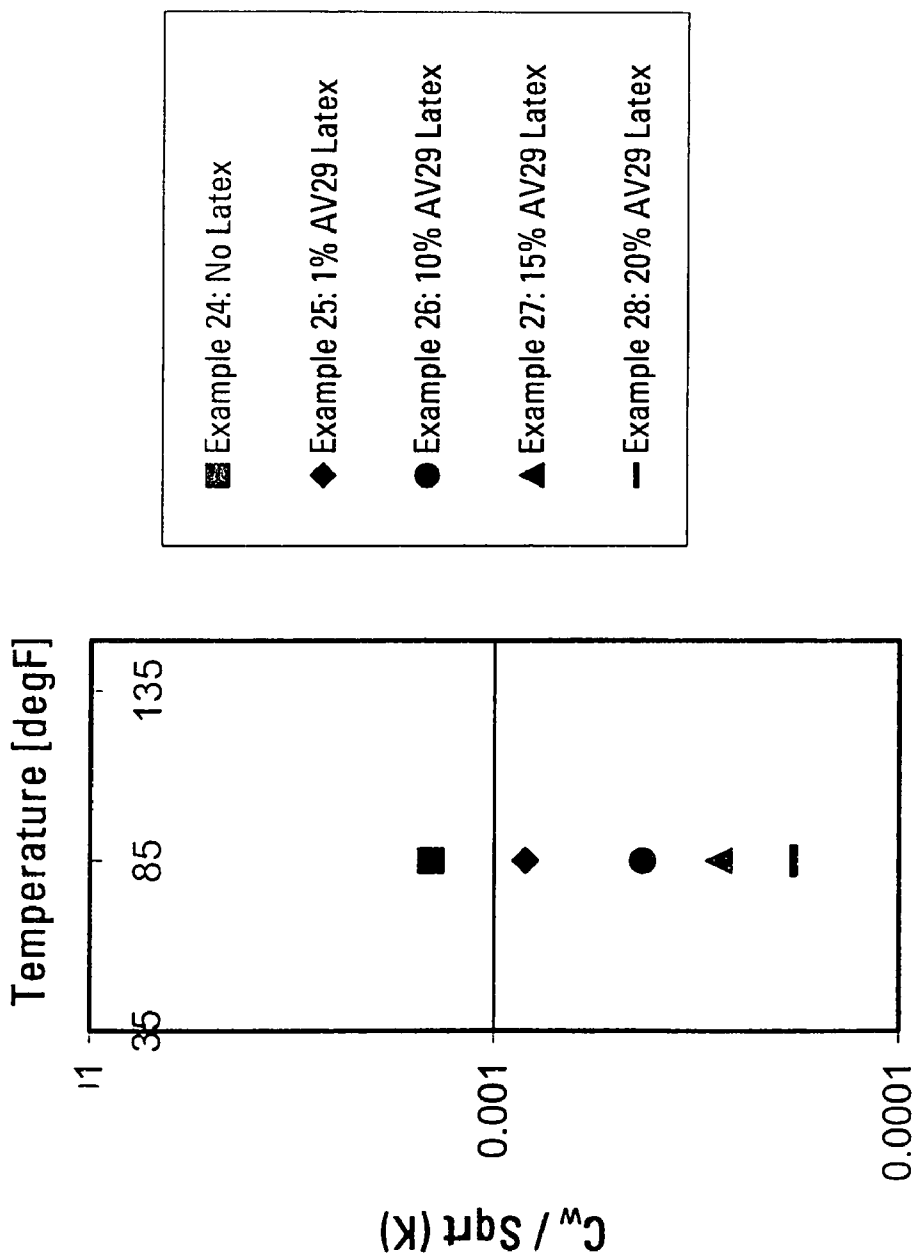 Temperature [degF]
35
85
135
0.001
0.0001
C_w / Sqrt (K)
Example 24: No Latex
Example 25: 1% AV29 Latex
Example 26: 10% AV29 Latex
Example 27: 15% AV29 Latex
Example 28: 20% AV29 Latex